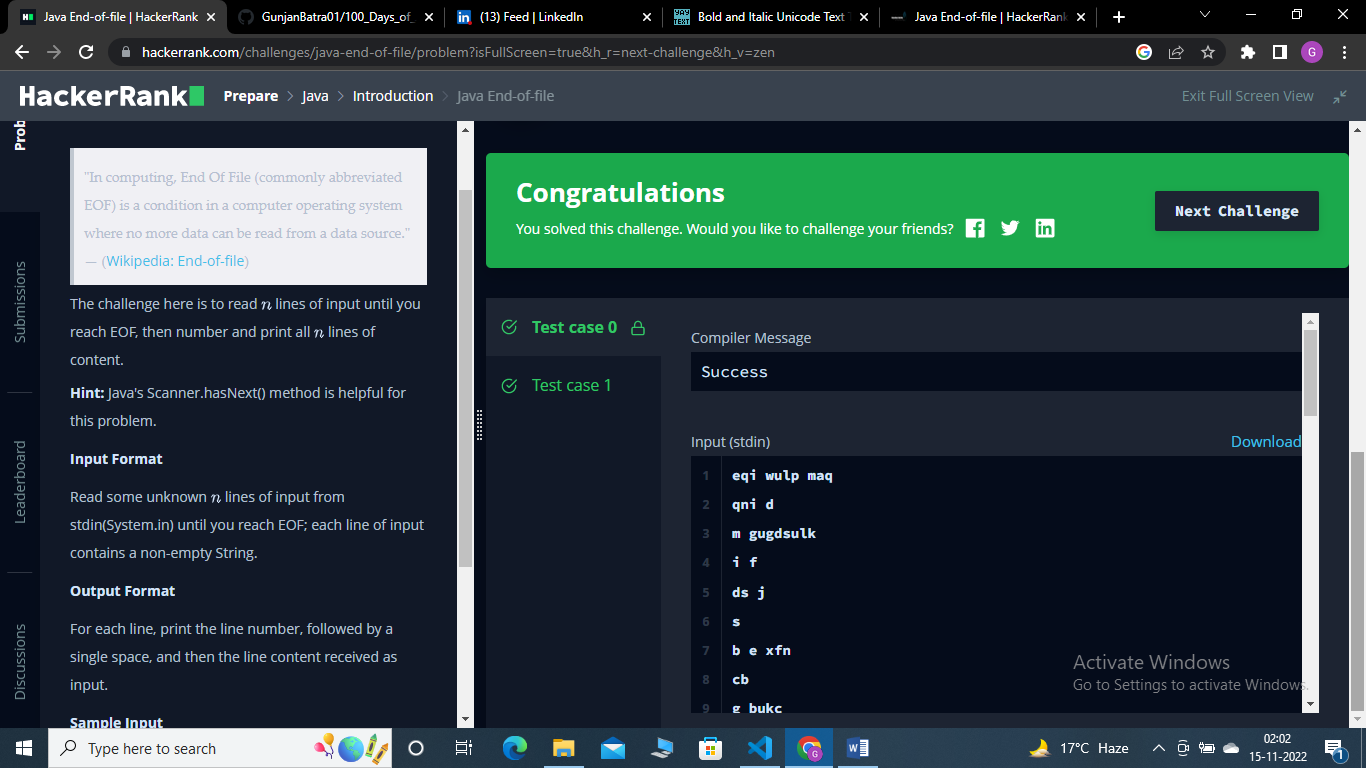 Java End-of-file | HackerRank
GunjanBatra01/100_Days_of_
(13) Feed | LinkedIn
Bold and Italic Unicode Text
Java End-of-file | HackerRank
hackerrank.com/challenges/java-end-of-file/problem?isFullScreen=true&h_r=next-challenge&h_v=zen
G
HackerRank
Prepare > Java > Introduction > Java End-of-file
Exit Full Screen View
Prob
Submissions
Leaderboard
Discussions
"In computing, End Of File (commonly abbreviated
EOF) is a condition in a computer operating system
where no more data can be read from a data source."
— (Wikipedia: End-of-file)
The challenge here is to read n lines of input until you
reach EOF, then number and print all n lines of
content.
Hint: Java's Scanner.hasNext() method is helpful for
this problem.
Input Format
Read some unknown n lines of input from
stdin(System.in) until you reach EOF; each line of input
contains a non-empty String.
Output Format
For each line, print the line number, followed by a
single space, and then the line content received as
input.
Sample Input
Congratulations
You solved this challenge. Would you like to challenge your friends?
Next Challenge
Test case 0
Test case 1
Compiler Message
Success
Input (stdin)
Download
1 eqi wulp maq
2 qni d
3 m gugdsulk
4 i f
5 ds j
6 s
7 b e xfn
8 cb
9 g bukc
Activate Windows
Go to Settings to activate Windows.
Type here to search
17°C Haze
02:02
15-11-2022
1